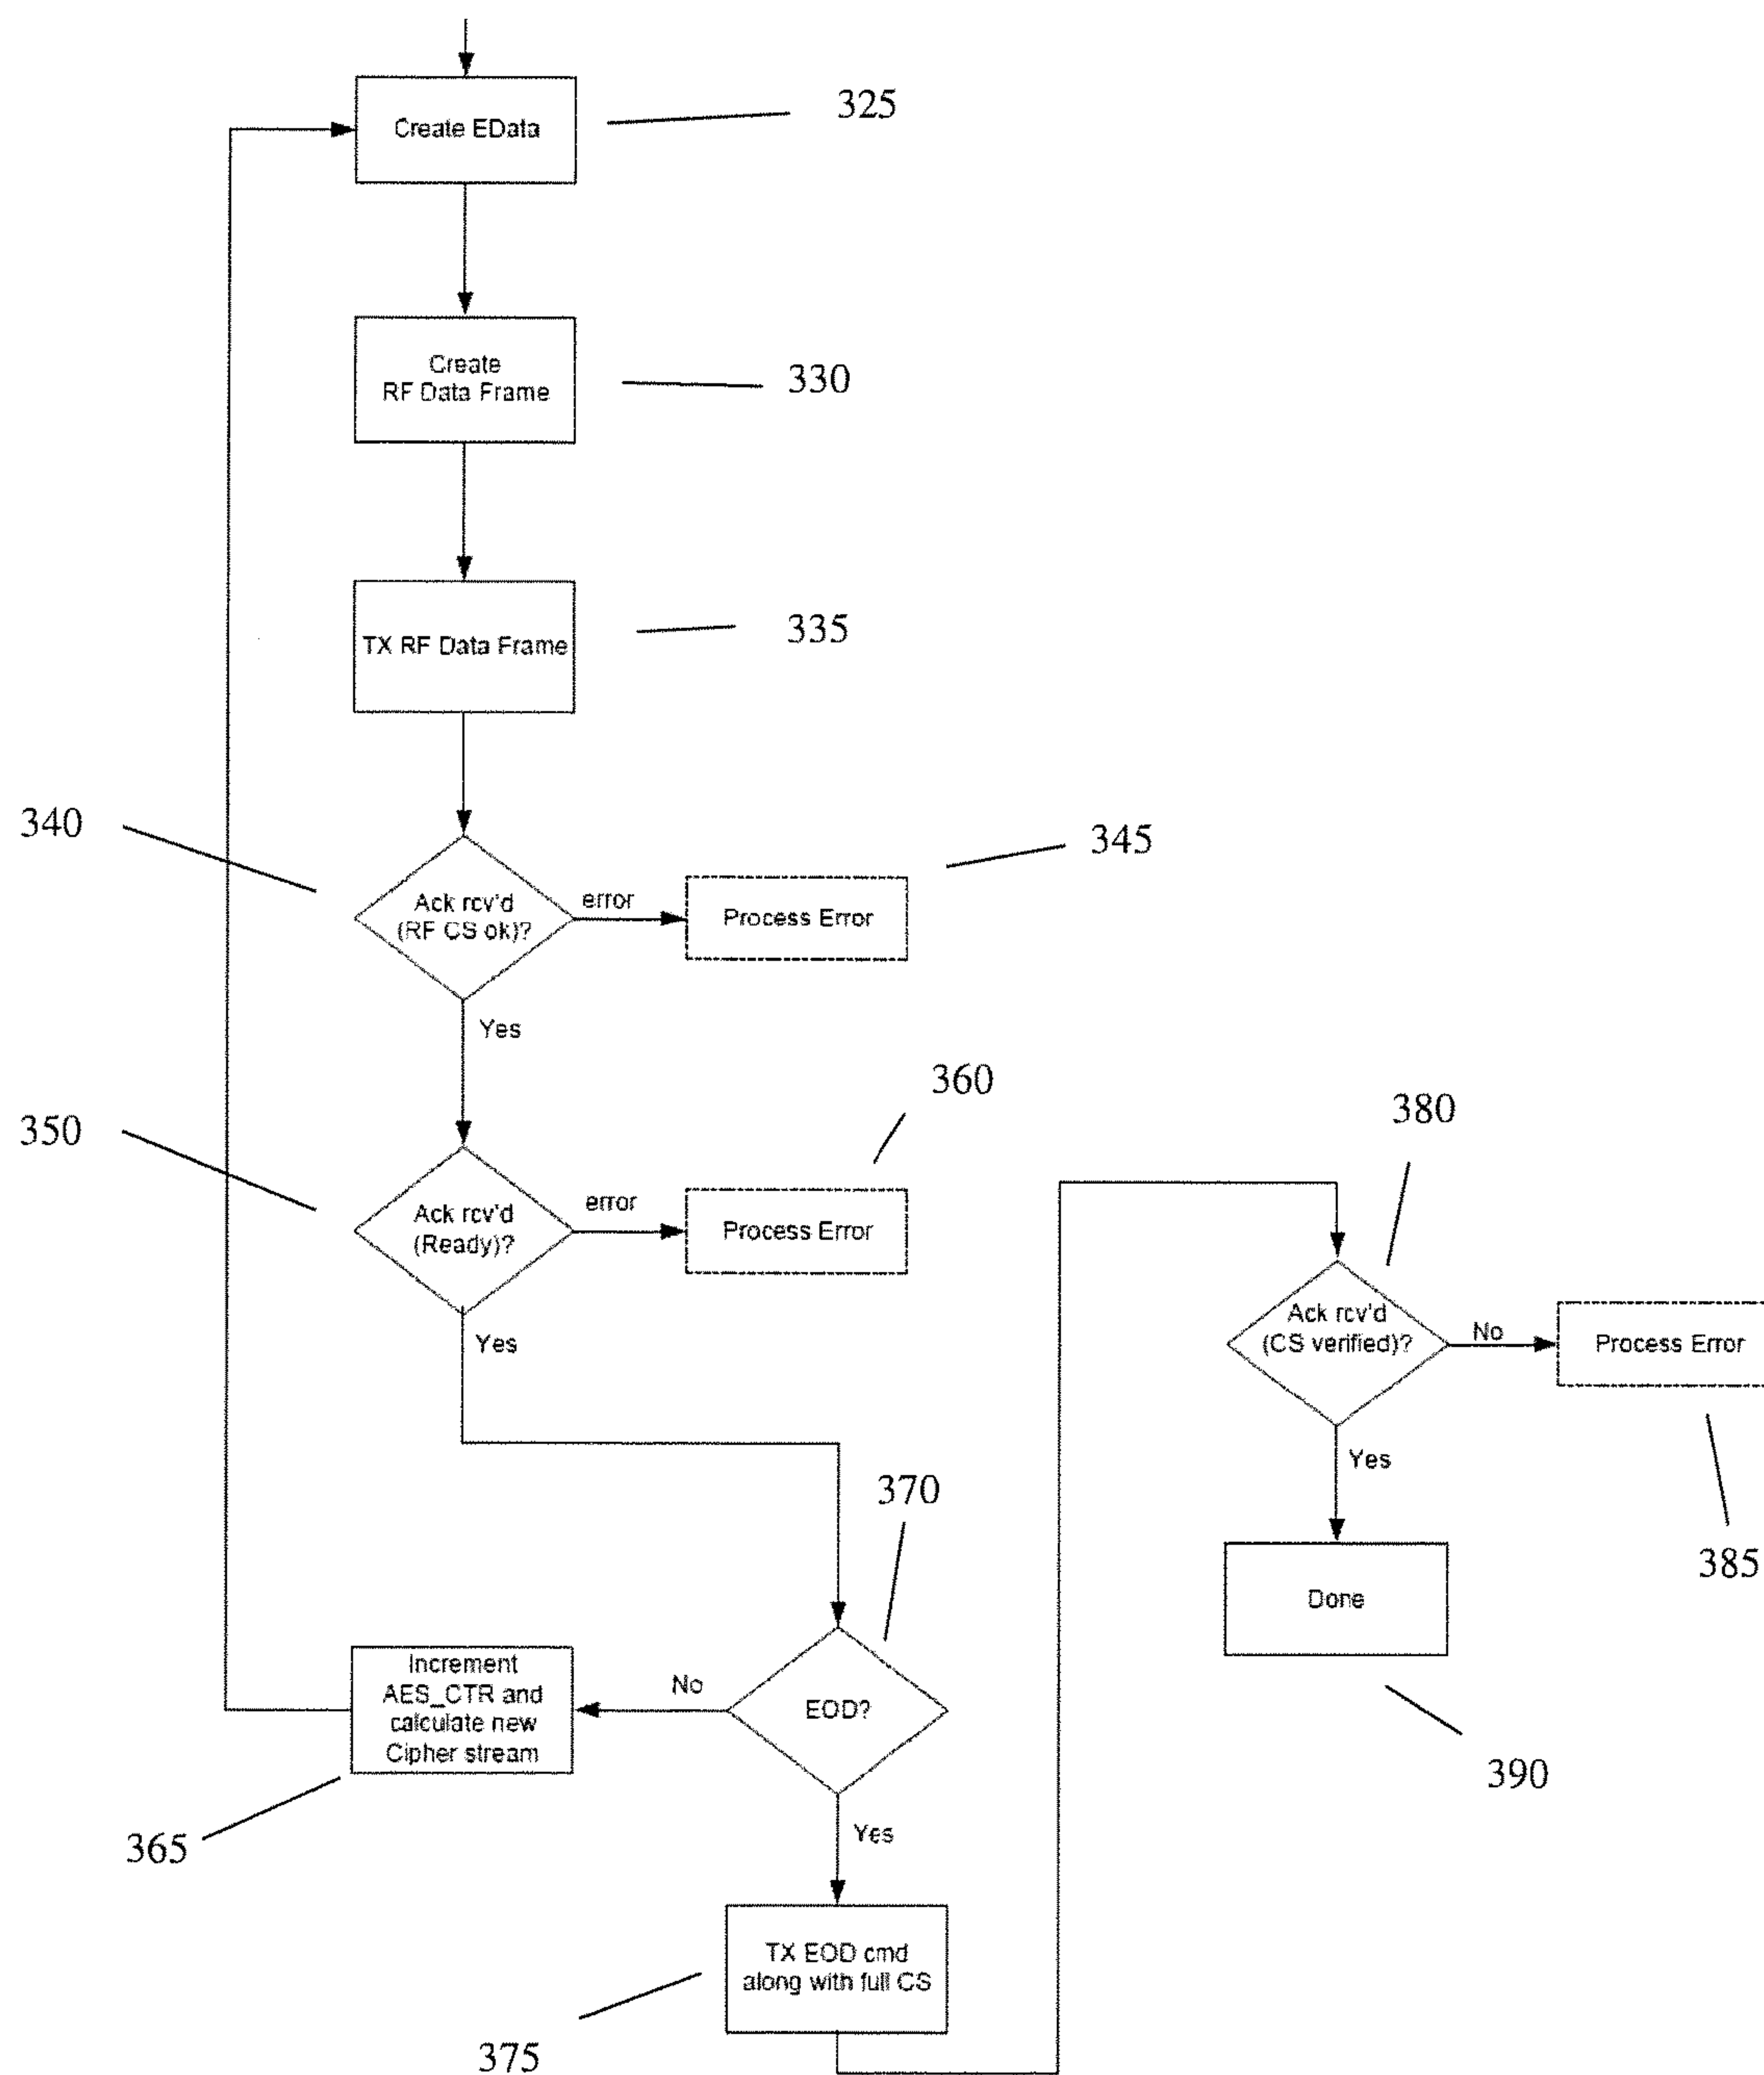 Create EData
325
Create
RF Data Frame
330
TX RF Data Frame
335
340
Ack rcv'd
(RF CS ok)?
error
Process Error
345
Yes
350
Ack rcv'd
(Ready)?
error
Process Error
360
Yes
370
EOD?
No
Increment
AES_CTR and
calculate new
Cipher stream
365
Yes
TX EOD cmd
along with full CS
375
380
Ack rcv'd
(CS verified)?
No
Process Error
385
Yes
Done
390